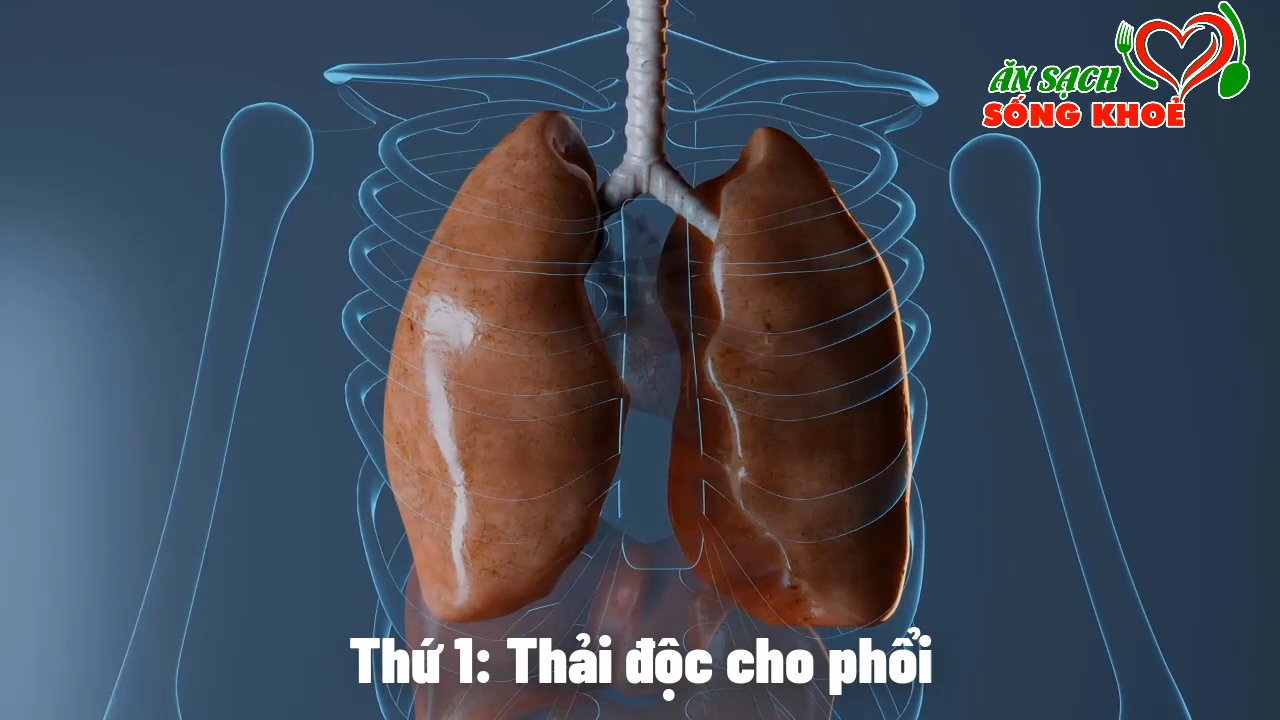 ĂN SẠCH
SỐNG KHOẺ
Thứ 1: Thải độc cho phổi